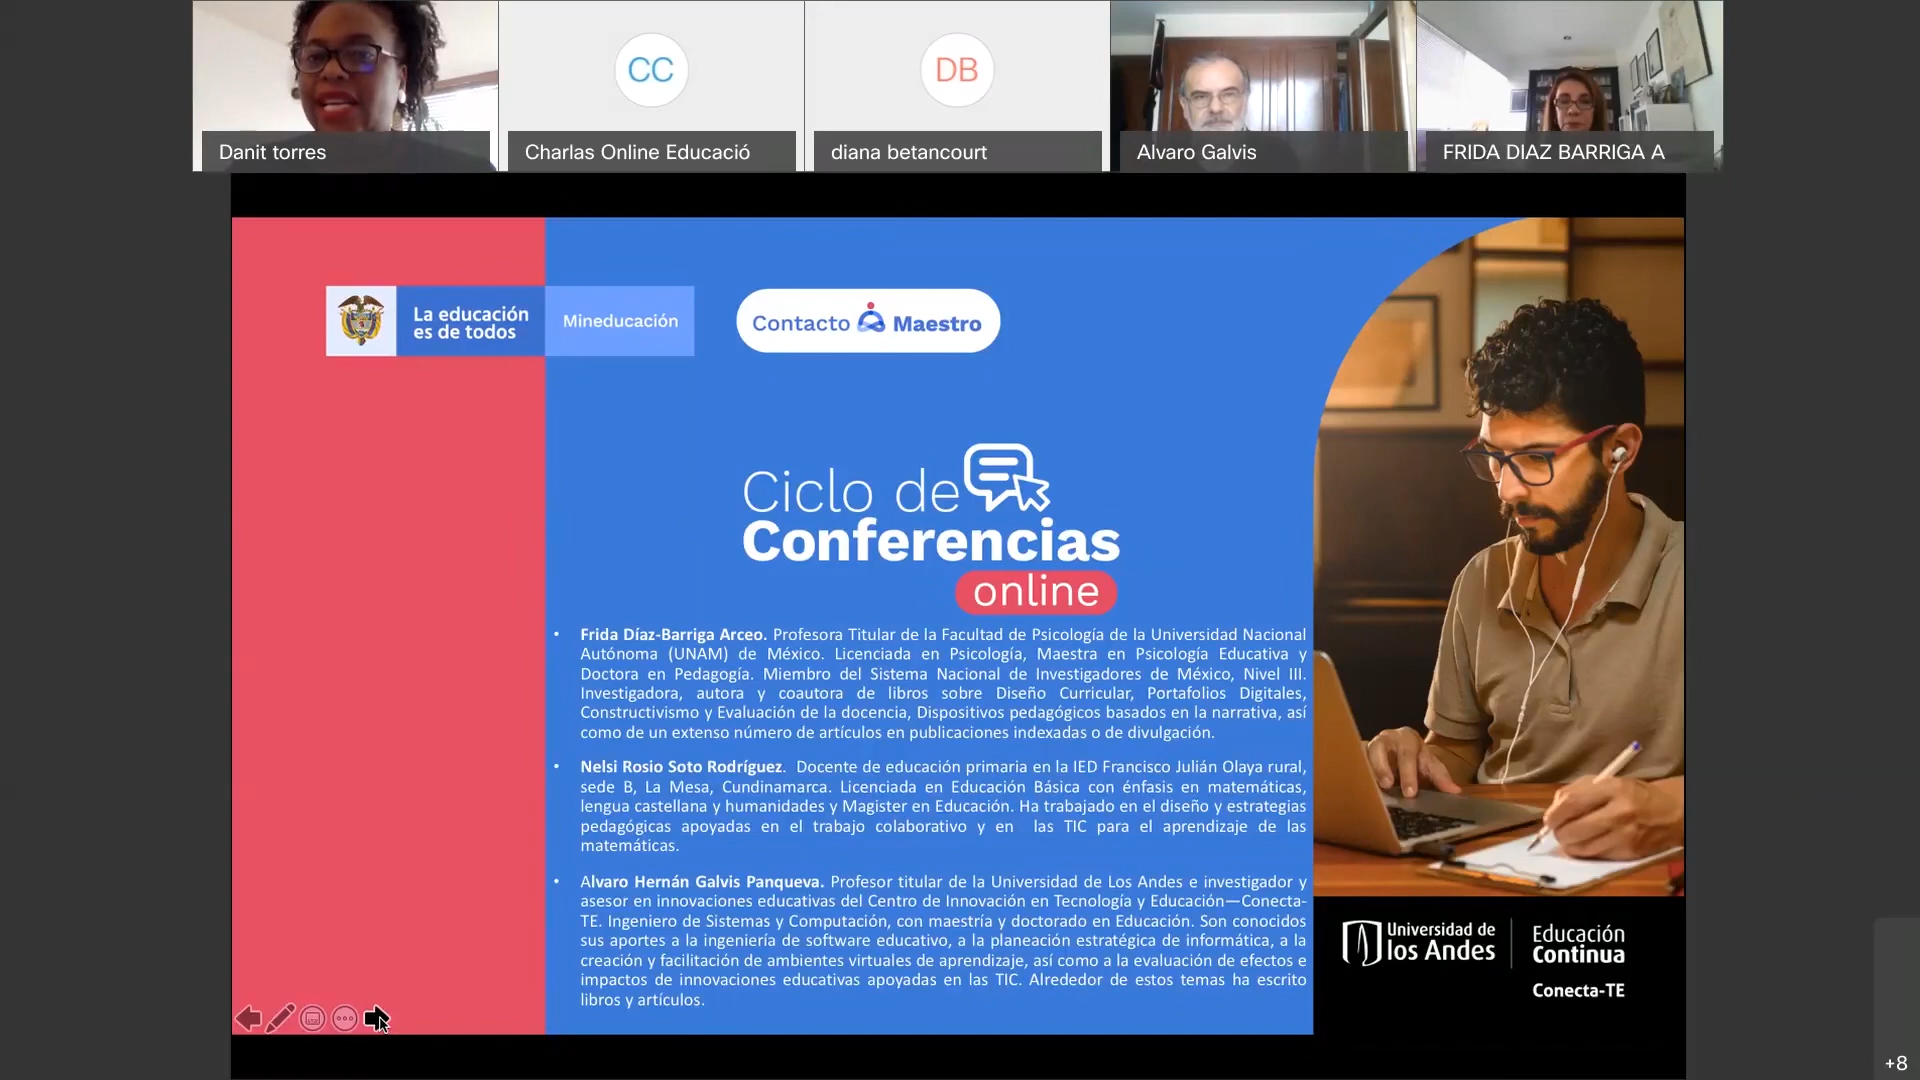 CC
DB
Danit torres
Charlas Online Educació
diana betancourt
Alvaro Galvis
FRIDA DIAZ BARRIGA A
La educación
es de todos
Mineducación
Contacto Maestro
Ciclo de
Conferencias
online
• Frida Díaz-Barriga Arceo. Profesora Titular de la Facultad de Psicología de la Universidad Nacional
Autónoma (UNAM) de México. Licenciada en Psicología, Maestra en Psicología Educativa y
Doctora en Pedagogía. Miembro del Sistema Nacional de Investigadores de México, Nivel III.
Investigadora, autora y coautora de libros sobre Diseño Curricular, Portafolios Digitales,
Constructivismo y Evaluación de la docencia, Dispositivos pedagógicos basados en la narrativa, así
como de un extenso número de artículos en publicaciones indexadas o de divulgación.
• Nelsi Rosio Soto Rodríguez. Docente de educación primaria en la IED Francisco Julián Olaya rural,
sede B, La Mesa, Cundinamarca. Licenciada en Educación Básica con énfasis en matemáticas,
lengua castellana y humanidades y Magister en Educación. Ha trabajado en el diseño y estrategias
pedagógicas apoyadas en el trabajo colaborativo y en las TIC para el aprendizaje de las
matemáticas.
• Alvaro Hernán Galvis Panqueva. Profesor titular de la Universidad de Los Andes e investigador y
asesor en innovaciones educativas del Centro de Innovación en Tecnología y Educación—Conecta-
TE. Ingeniero de Sistemas y Computación, con maestría y doctorado en Educación. Son conocidos
sus aportes a la ingeniería de software educativo, a la planeación estratégica de informática, a la
creación y facilitación de ambientes virtuales de aprendizaje, así como a la evaluación de efectos e
impactos de innovaciones educativas apoyadas en las TIC. Alrededor de estos temas ha escrito
libros y artículos.
Universidad de
los Andes
Educación
Continua
Conecta-TE
+8